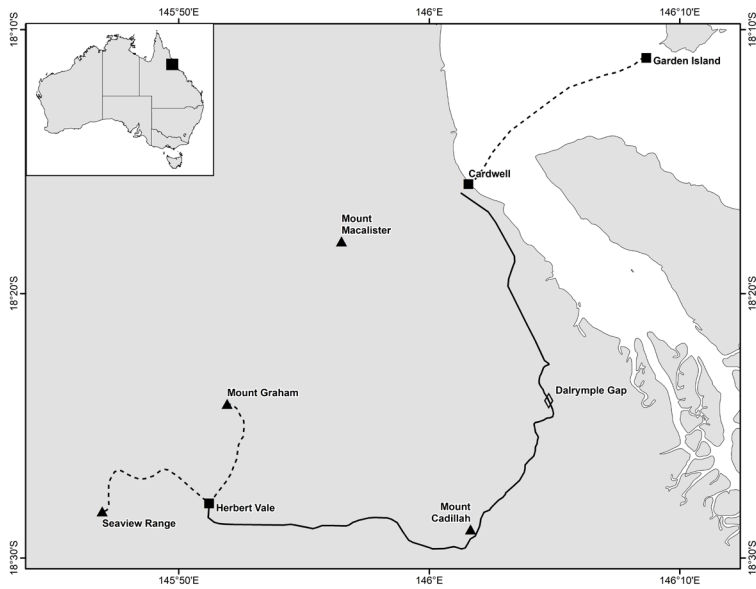 145°50'E
146°E
146°10'E
18°10'S
18°10'S
Garden Island
Cardwell
Mount
Macalister
18°20'S
18°20'S
Mount Graham
Dalrymple Gap
Herbert Vale
Mount
Cadillah
Seaview Range
18°30'S
18°30'S
145°50'E
146°E
146°10'E